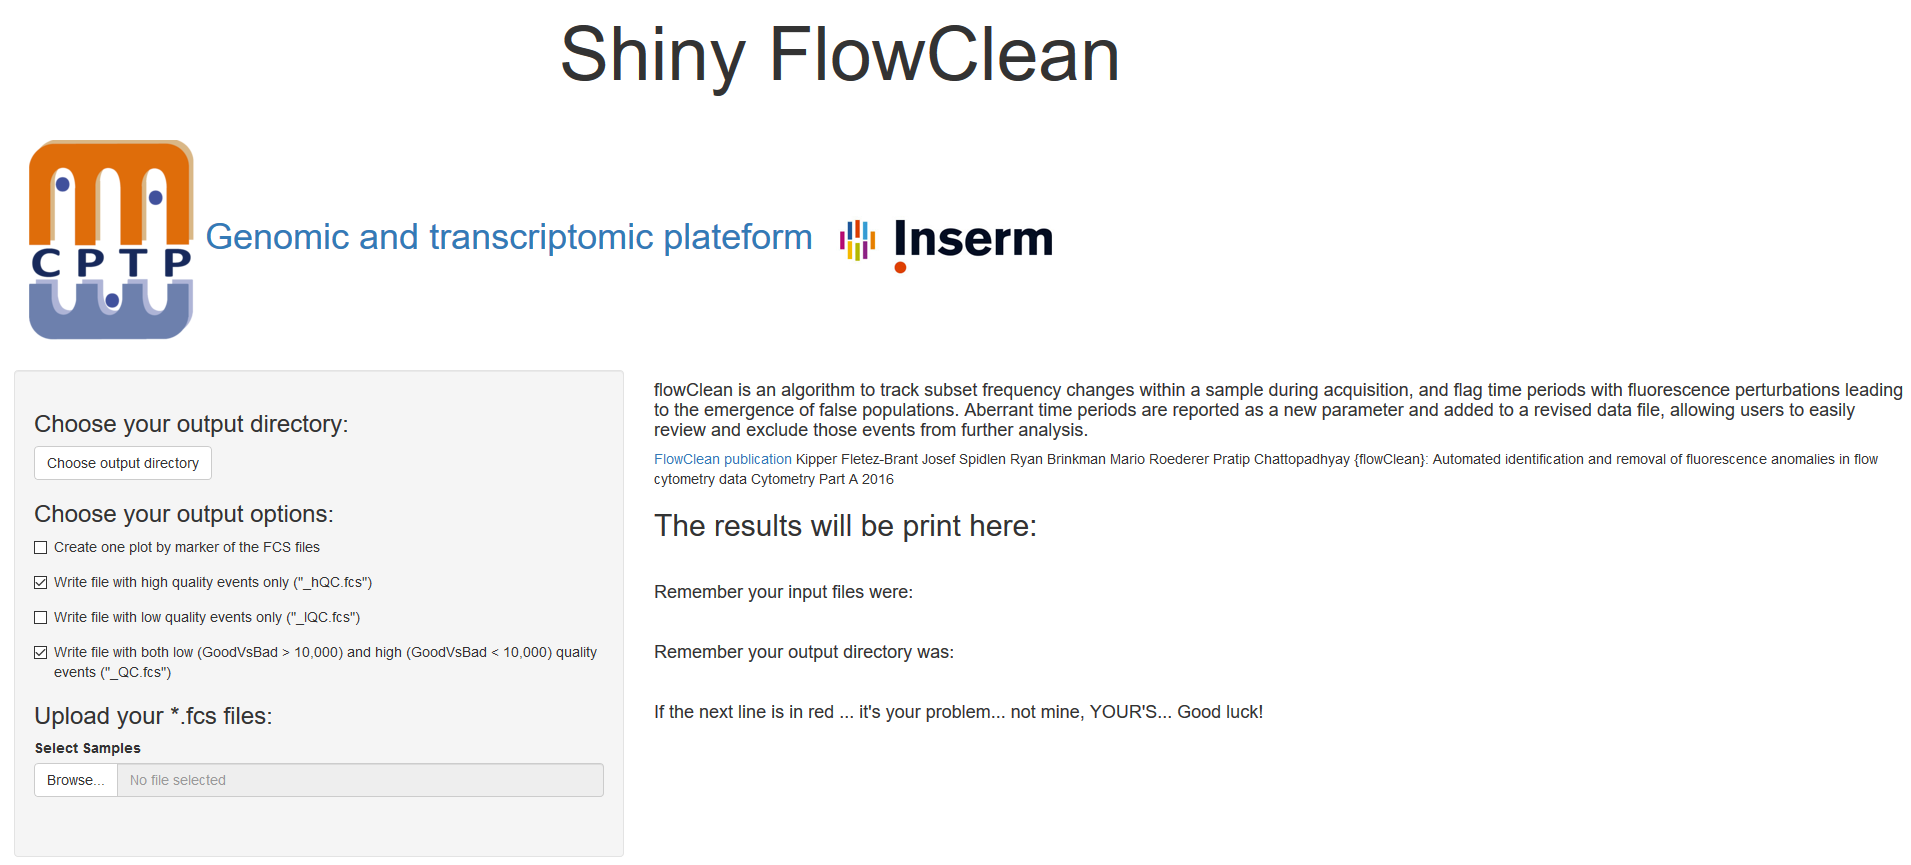 Shiny FlowClean
CPTP
Genomic and transcriptomic plateform
Inserm
Choose your output directory:
Choose output directory
Choose your output options:
Create one plot by marker of the FCS files
Write file with high quality events only ("_hQC.fcs")
Write file with low quality events only ("_lQC.fcs")
Write file with both low (GoodVsBad > 10,000) and high (GoodVsBad < 10,000) quality
events ("_QC.fcs")
Upload your *.fcs files:
Select Samples
Browse... No file selected
flowClean is an algorithm to track subset frequency changes within a sample during acquisition, and flag time periods with fluorescence perturbations leading
to the emergence of false populations. Aberrant time periods are reported as a new parameter and added to a revised data file, allowing users to easily
review and exclude those events from further analysis.
FlowClean publication Kipper Fletez-Brant Josef Spidlen Ryan Brinkman Mario Roederer Pratip Chattopadhyay {flowClean}: Automated identification and removal of fluorescence anomalies in flow
cytometry data Cytometry Part A 2016
The results will be print here:
Remember your input files were:
Remember your output directory was:
If the next line is in red ... it's your problem... not mine, YOUR'S... Good luck!